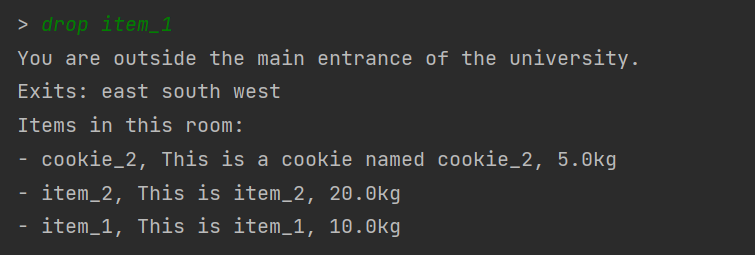 > drop item_1
You are outside the main entrance of the university.
Exits: east south west
Items in this room:
- cookie_2, This is a cookie named cookie_2, 5.0kg
- item_2, This is item_2, 20.0kg
- item_1, This is item_1, 10.0kg